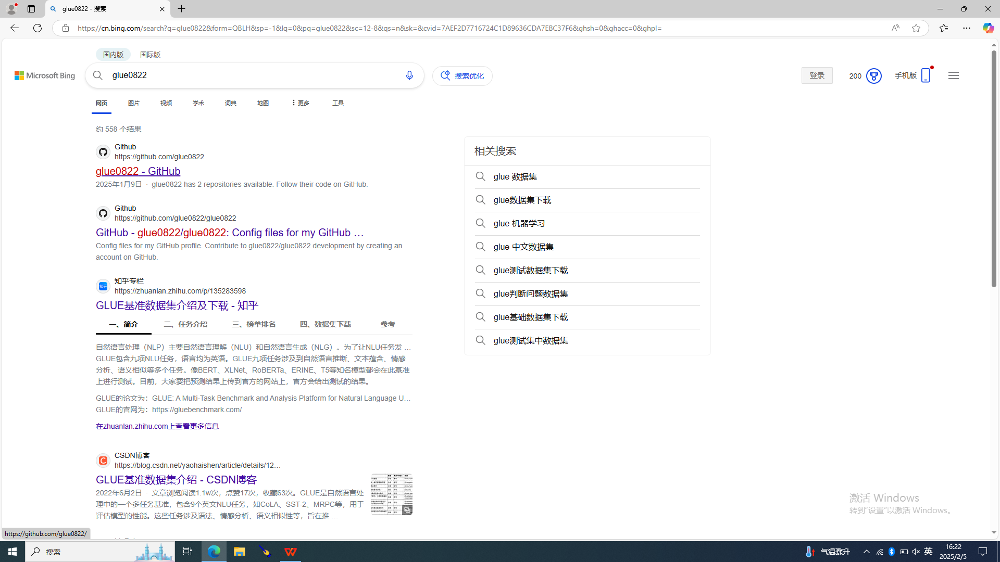 glue0822 - 搜索
https://cn.bing.com/search?q=glue0822&form=QBLH&sp=-1&lq=0&pq=glue0822&sc=12-8&qs=n&sk=&cvid=7AEF2D7716724C1D89636CDA7EBC37F6&ghsh=0&ghacc=0&ghpl=
国内版 国际版
Microsoft Bing
glue0822
搜索优化
登录
200
手机版
网页 图片 视频 学术 词典 地图 更多 工具
约 558 个结果
Github
https://github.com/glue0822
glue0822 - GitHub
2025年1月9日 · glue0822 has 2 repositories available. Follow their code on GitHub.
Github
https://github.com/glue0822/glue0822
GitHub - glue0822/glue0822: Config files for my GitHub …
Config files for my GitHub profile. Contribute to glue0822/glue0822 development by creating an
account on GitHub.
知乎
知乎专栏
https://zhuanlan.zhihu.com/p/135283598
GLUE基准数据集介绍及下载 - 知乎
一、简介 二、任务介绍 三、榜单排名 四、数据集下载 参考
自然语言处理（NLP）主要自然语言理解（NLU）和自然语言生成（NLG）。为了让NLU任务发 …
GLUE包含九项NLU任务，语言均为英语。GLUE九项任务涉及到自然语言推断、文本蕴含、情感
分析、语义相似等多个任务。像BERT、XLNet、RoBERTa、ERINE、T5等知名模型都会在此基准
上进行测试。目前，大家要把预测结果上传到官方的网站上，官方会给出测试的结果。
GLUE的论文为：GLUE: A Multi-Task Benchmark and Analysis Platform for Natural Language U…
GLUE的官网为：https://gluebenchmark.com/
在zhuanlan.zhihu.com上查看更多信息
CSDN博客
https://blog.csdn.net/yaohaishen/article/details/12…
GLUE基准数据集介绍 - CSDN博客
2022年6月2日 · 文章浏览阅读1.1w次，点赞17次，收藏63次。GLUE是自然语言处
理中的一个多任务基准，包含9个英文NLU任务，如CoLA、SST-2、MRPC等，用于
评估模型的性能。这些任务涉及语法、情感分析、语义相似性等，旨在推 …
相关搜索
glue 数据集
glue数据集下载
glue 机器学习
glue 中文数据集
glue测试数据集下载
glue判断问题数据集
glue基础数据集下载
glue测试集中数据集
激活 Windows
转到“设置”以激活 Windows。
https://github.com/glue0822/
搜索
气温骤升
英
16:22
2025/2/5